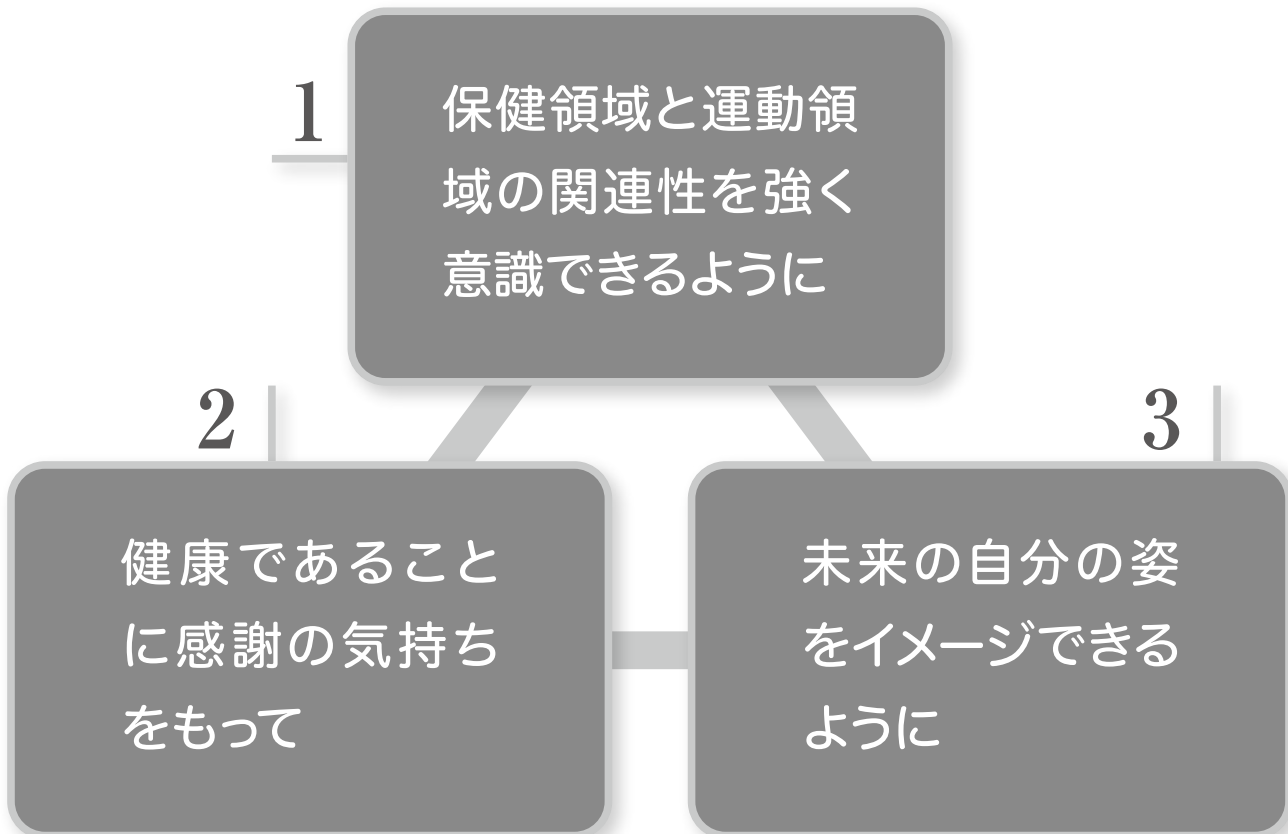 1
保健領域と運動領
域の関連性を強く
意識できるように
2
健康であること
に感謝の気持ち
をもって
3
未来の自分の姿
をイメージできる
ように